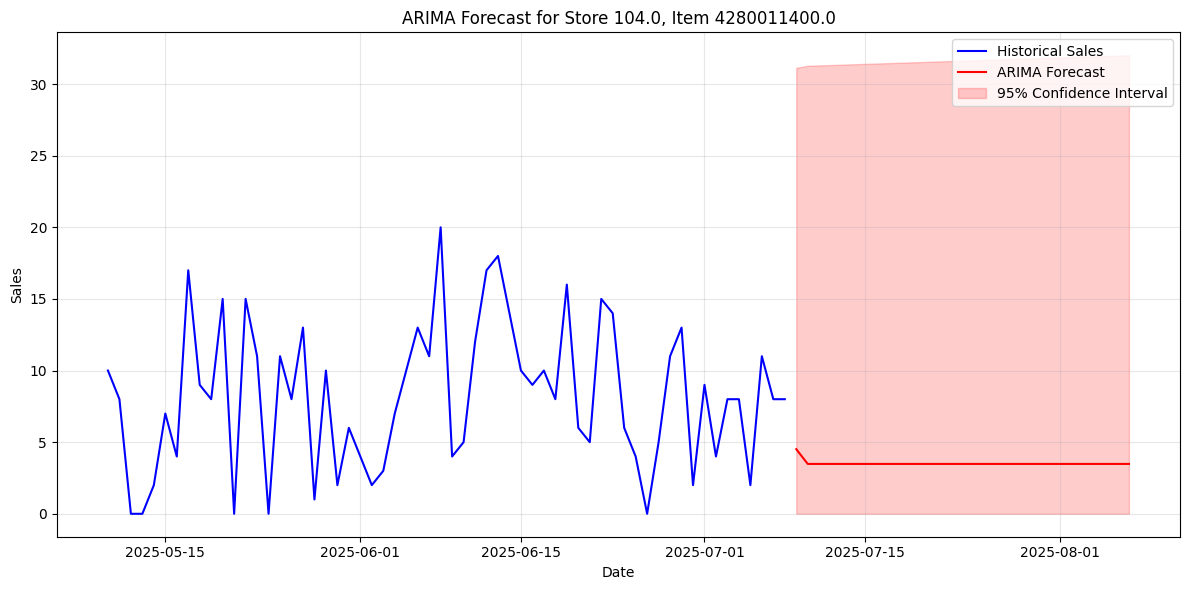 ARIMA Forecast for Store 104.0, Item 4280011400.0
Historical Sales
ARIMA Forecast
95% Confidence Interval
Sales
30
25
20
15
10
5
0
2025-05-15
2025-06-01
2025-06-15
2025-07-01
2025-07-15
2025-08-01
Date